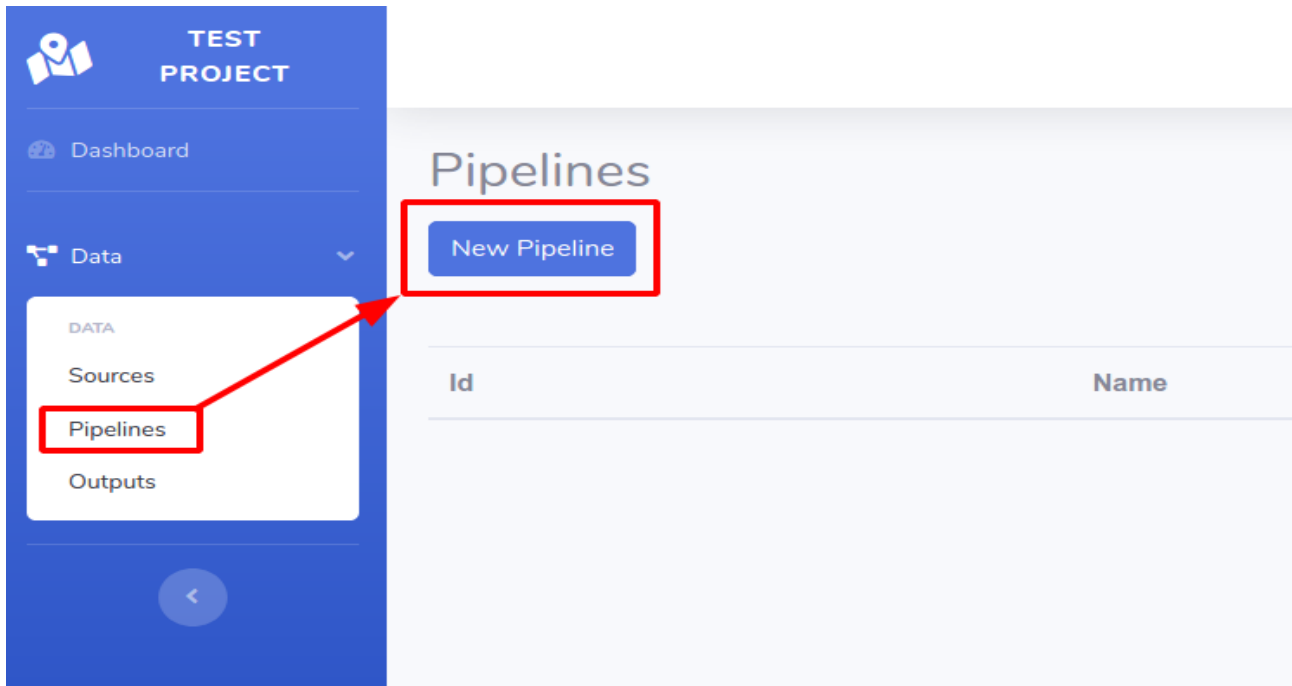 TEST
PROJECT
Dashboard
Data
DATA
Sources
Pipelines
Outputs
Pipelines
New Pipeline
Id Name